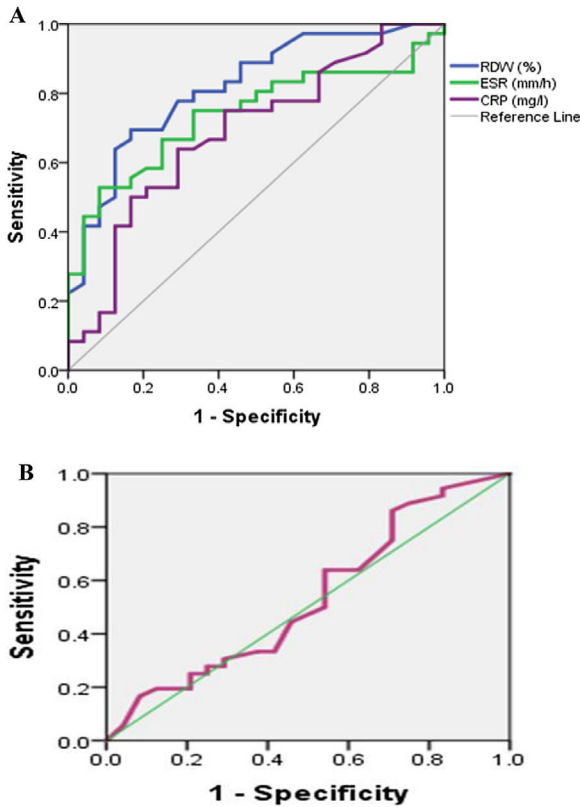 A
1.0
0.8
0.6
0.4
0.2
0.0
Sensitivity
0.0 0.2 0.4 0.6 0.8 1.0
1 - Specificity
RDW (%)
ESR (mm/h)
CRP (mg/l)
Reference Line
B
1.0
0.8
0.6
0.4
0.2
0.0
Sensitivity
0.0 0.2 0.4 0.6 0.8 1.0
1 - Specificity